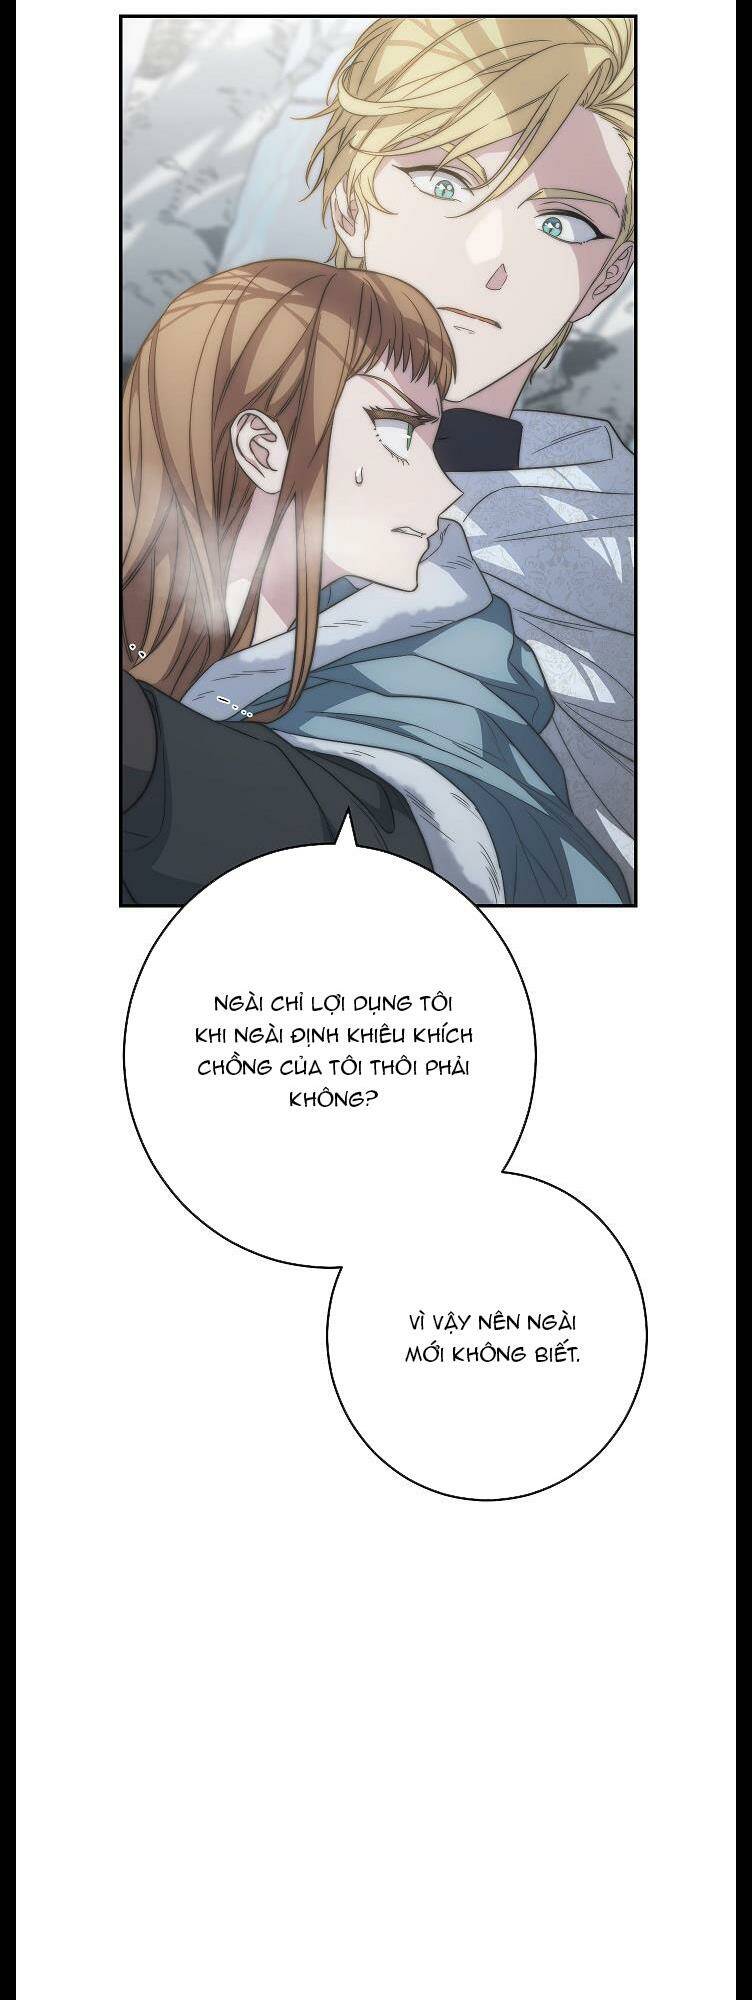 NGÀI CHỈ LỢI DỤNG TÔI
KHI NGÀI ĐỊNH KHIÊU KHÍCH
CHỒNG CỦA TÔI THÔI PHẢI
KHÔNG?
VÌ VẬY NÊN NGÀI
MỚI KHÔNG BIẾT.